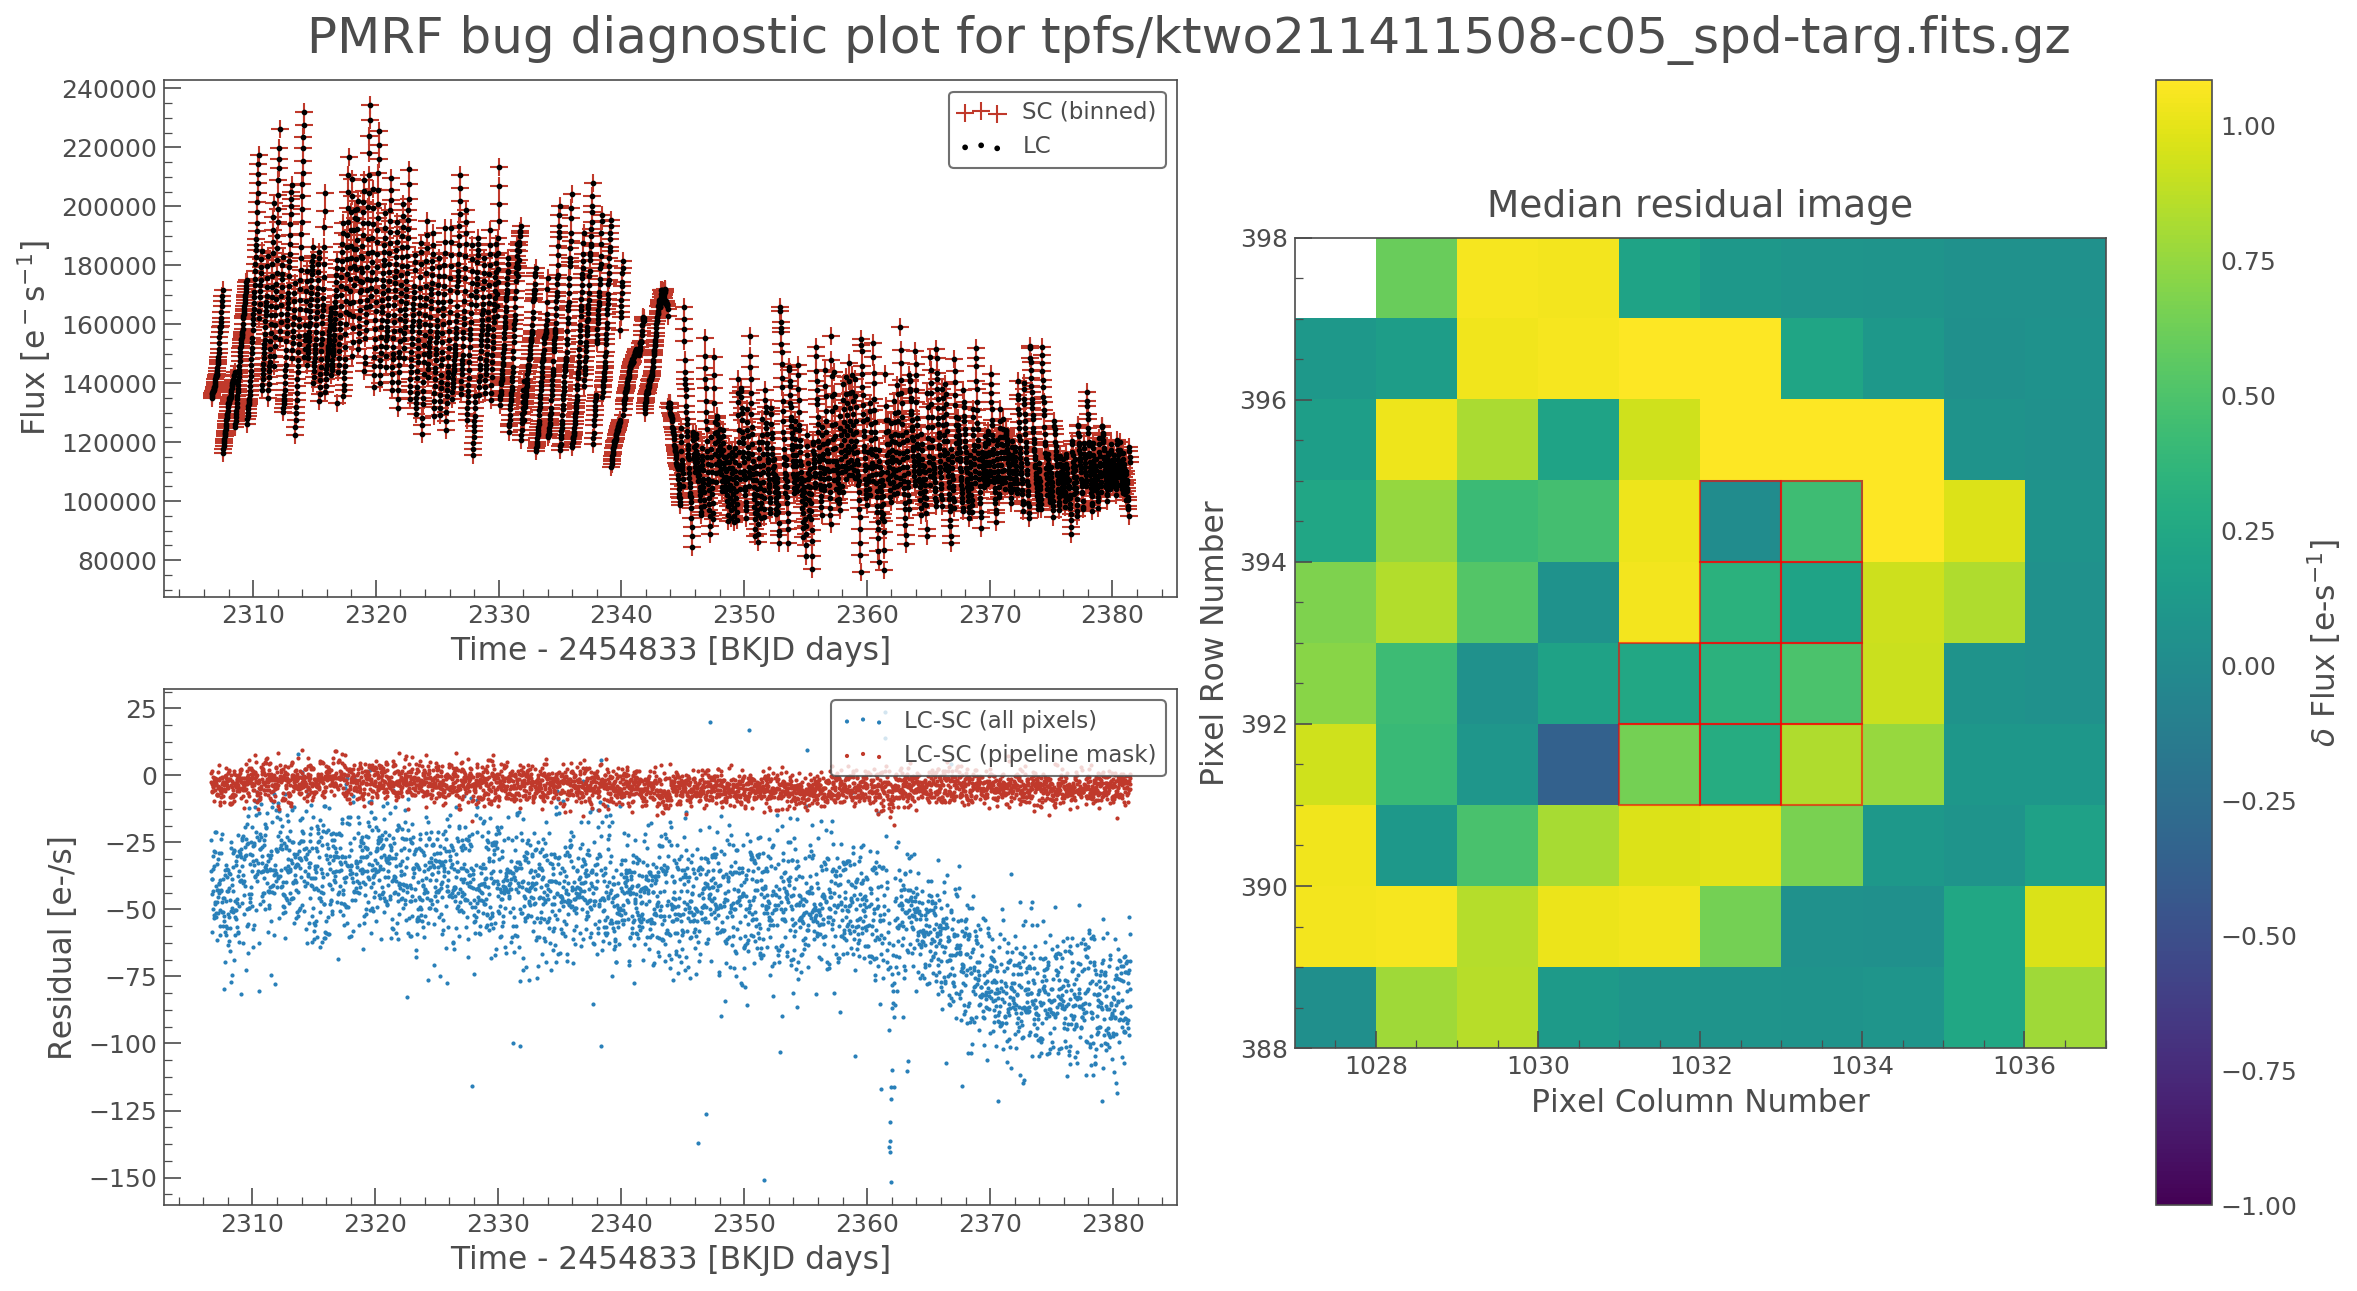 PMRF bug diagnostic plot for tpfs/ktwo211411508-c05_spd-targ.fits.gz
240000
220000
200000
180000
160000
140000
120000
100000
80000
Flux [e⁻ s⁻¹]
SC (binned)
LC
2310 2320 2330 2340 2350 2360 2370 2380
Time - 2454833 [BKJD days]
25
0
−25
−50
−75
−100
−125
−150
Residual [e-/s]
LC-SC (all pixels)
LC-SC (pipeline mask)
2310 2320 2330 2340 2350 2360 2370 2380
Time - 2454833 [BKJD days]
Median residual image
398
396
394
392
390
388
Pixel Row Number
1028 1030 1032 1034 1036
Pixel Column Number
1.00
0.75
0.50
0.25
0.00
−0.25
−0.50
−0.75
−1.00
δ Flux [e-s⁻¹]